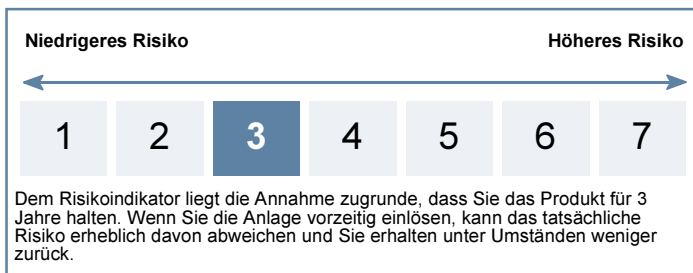 Niedrigeres Risiko Höheres Risiko
1 2 3 4 5 6 7
Dem Risikoindikator liegt die Annahme zugrunde, dass Sie das Produkt für 3
Jahre halten. Wenn Sie die Anlage vorzeitig einlösen, kann das tatsächliche
Risiko erheblich davon abweichen und Sie erhalten unter Umständen weniger
zurück.